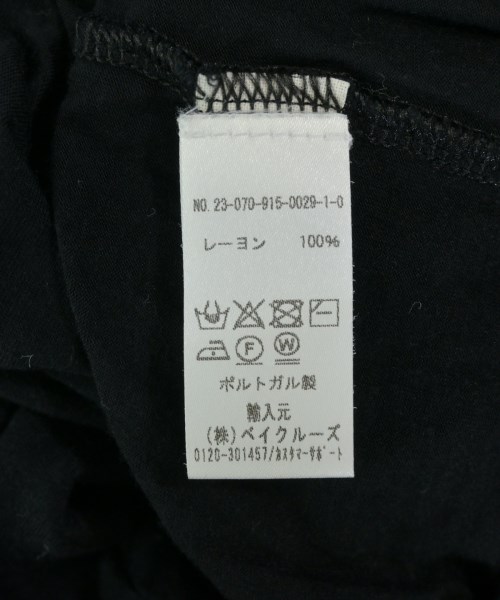 NO. 23-070-915-0029-1-0
レーヨン 100%
F W
ポルトガル製
輸入元
(株)ベイクルーズ
0120-301457/カスタマーサポート